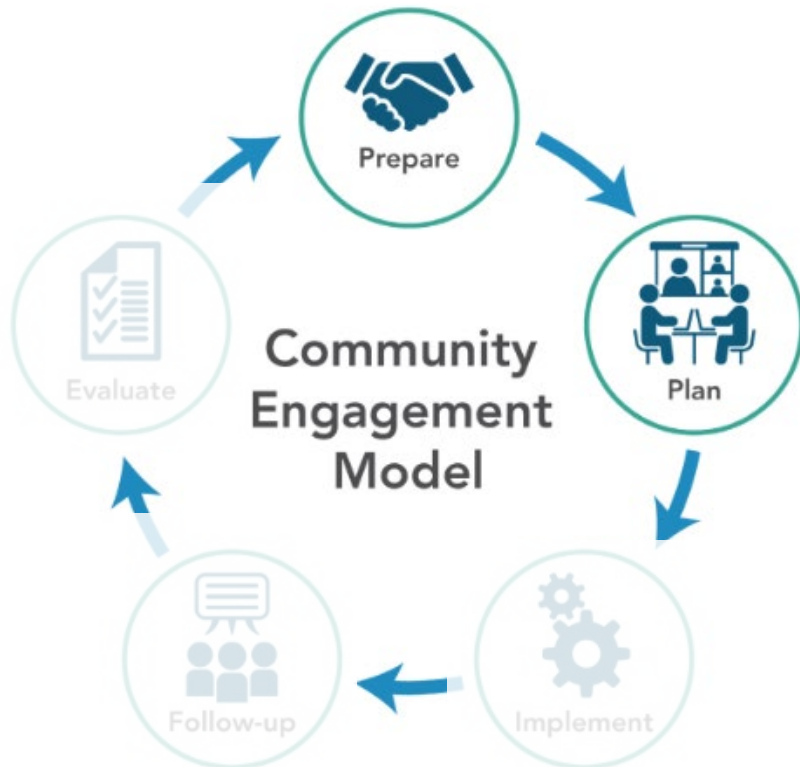 Prepare
Plan
Community
Engagement
Model
Evaluate
Follow-up
Implement